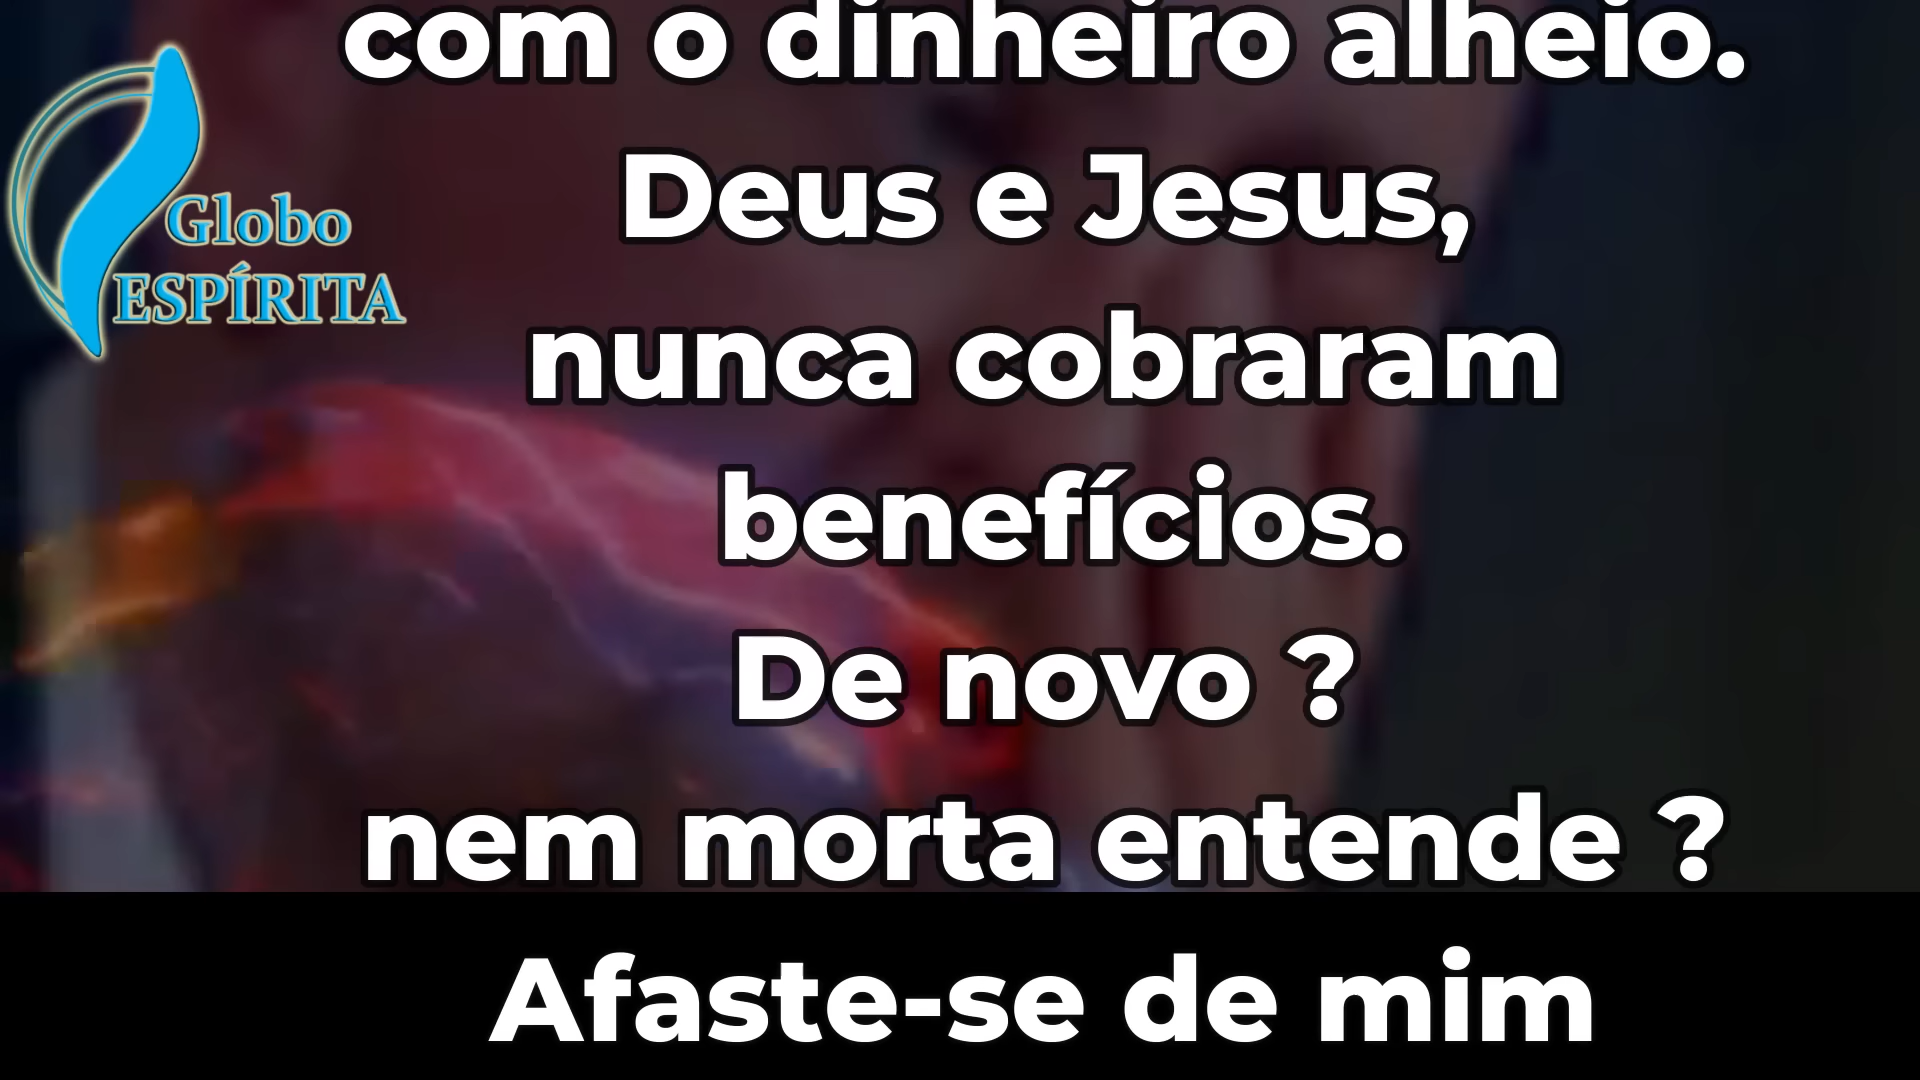 com o dinheiro alheio.
Globo
ESPÍRITA
Deus e Jesus,
nunca cobraram
benefícios.
De novo ?
nem morta entende ?
Afaste-se de mim